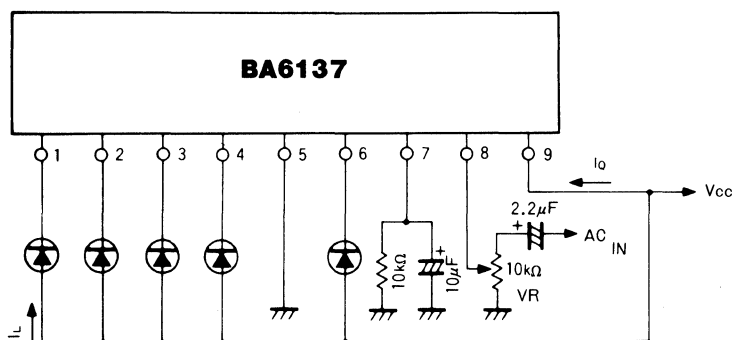 BA6137
1 2 3 4 5 6 7 8 9
IQ
Vcc
2.2μF
+
AC IN
10kΩ
+
10μF
10kΩ
VR
IL